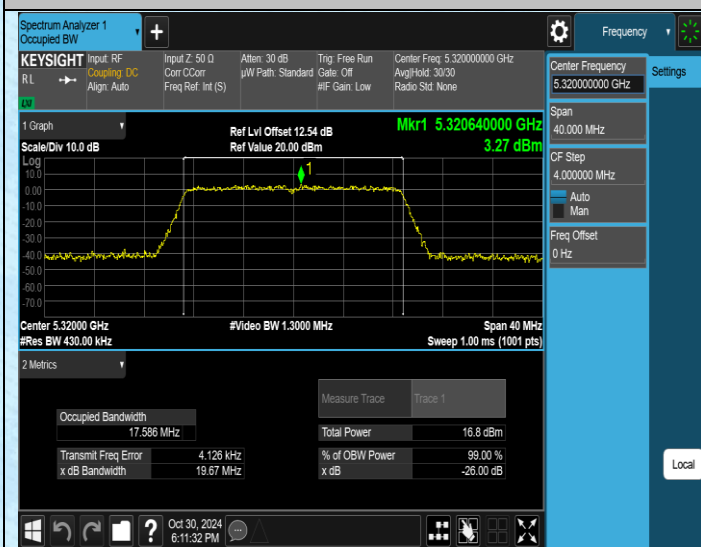 Spectrum Analyzer 1
Occupied BW
+
Frequency
KEYSIGHT
RL
LXI
Input: RF
Coupling: DC
Align: Auto
Input Z: 50 Ω
Corr CCorr
Freq Ref: Int (S)
Atten: 30 dB
µW Path: Standard
Trig: Free Run
Gate: Off
#IF Gain: Low
Center Freq: 5.320000000 GHz
Avg|Hold: 30/30
Radio Std: None
Center Frequency
5.320000000 GHz
Settings
Span
40.000 MHz
CF Step
4.000000 MHz
Auto
Man
Freq Offset
0 Hz
Local
1 Graph
Scale/Div 10.0 dB
Ref Lvl Offset 12.54 dB
Ref Value 20.00 dBm
Mkr1 5.320640000 GHz
3.27 dBm
Log
10.0
0.00
-10.0
-20.0
-30.0
-40.0
-50.0
-60.0
-70.0
1
Center 5.32000 GHz
#Res BW 430.00 kHz
#Video BW 1.3000 MHz
Span 40 MHz
Sweep 1.00 ms (1001 pts)
2 Metrics
Measure Trace
Trace 1
Occupied Bandwidth
17.586 MHz
Total Power
16.8 dBm
Transmit Freq Error
4.126 kHz
% of OBW Power
99.00 %
x dB Bandwidth
19.67 MHz
x dB
-26.00 dB
?
Oct 30, 2024
6:11:32 PM